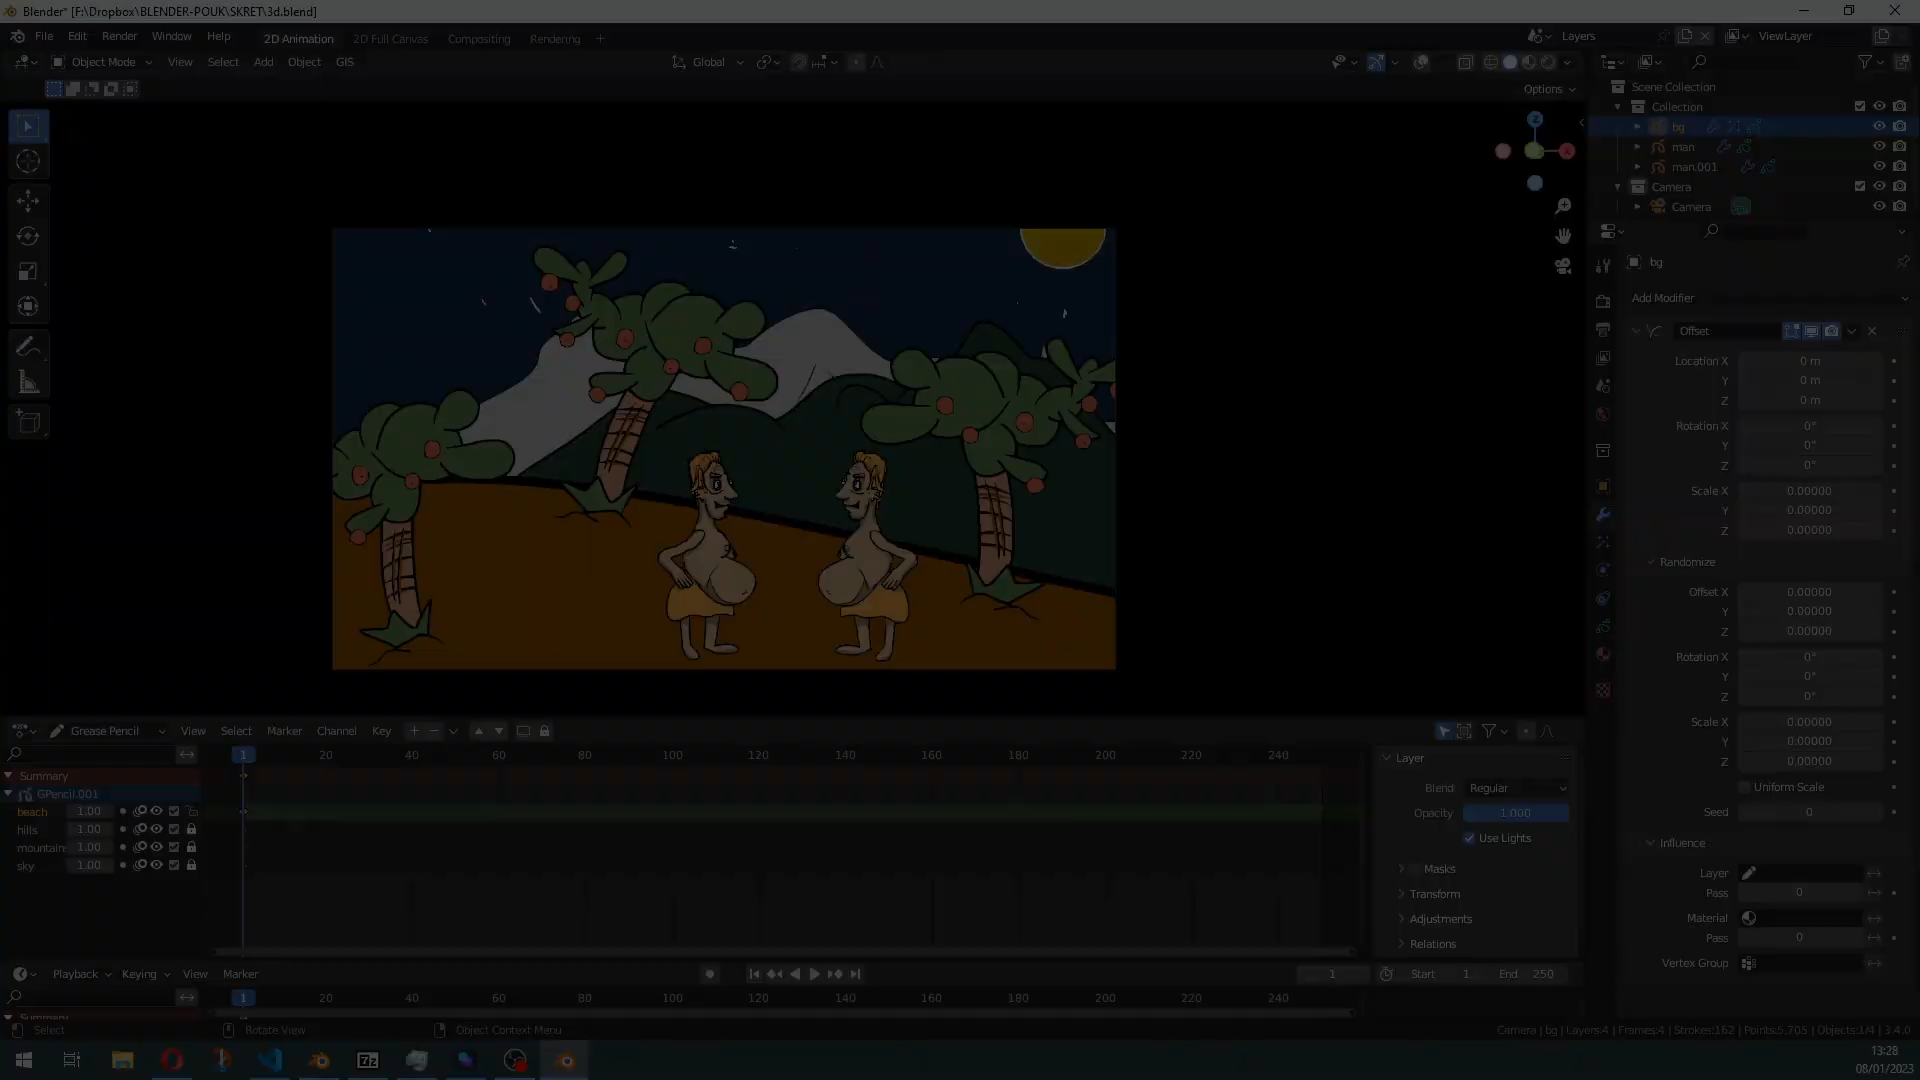 Blender* [F:\Dropbox\BLENDER-POUK\SKRET\3d.blend]
File Edit Render Window Help 2D Animation 2D Full Canvas Compositing Rendering + Layers ViewLayer
Object Mode View Select Add Object GIS Global
Options
Scene Collection
Collection
bg
man
man.001
Camera
Camera
Z
X
bg
Add Modifier
Offset
Location X 0 m
Y 0 m
Z 0 m
Rotation X 0°
Y 0°
Z 0°
Scale X 0.00000
Y 0.00000
Z 0.00000
Randomize
Offset X 0.00000
Y 0.00000
Z 0.00000
Rotation X 0°
Y 0°
Z 0°
Scale X 0.00000
Y 0.00000
Z 0.00000
Uniform Scale
Seed 0
Influence
Layer
Pass 0
Material
Pass 0
Vertex Group
Grease Pencil View Select Marker Channel Key
1 20 40 60 80 100 120 140 160 180 200 220 240
Summary
GPencil.001
beach 1.00
hills 1.00
mountain 1.00
sky 1.00
Layer
Blend Regular
Opacity 1.000
Use Lights
Masks
Transform
Adjustments
Relations
Playback Keying View Marker 1 Start 1 End 250
1 20 40 60 80 100 120 140 160 180 200 220 240
Summary
Select Rotate View Object Context Menu Camera | bg | Layers:4 | Frames:4 | Strokes:162 | Points:5,705 | Objects:1/4 | 3.4.0
7z
13:28
08/01/2023